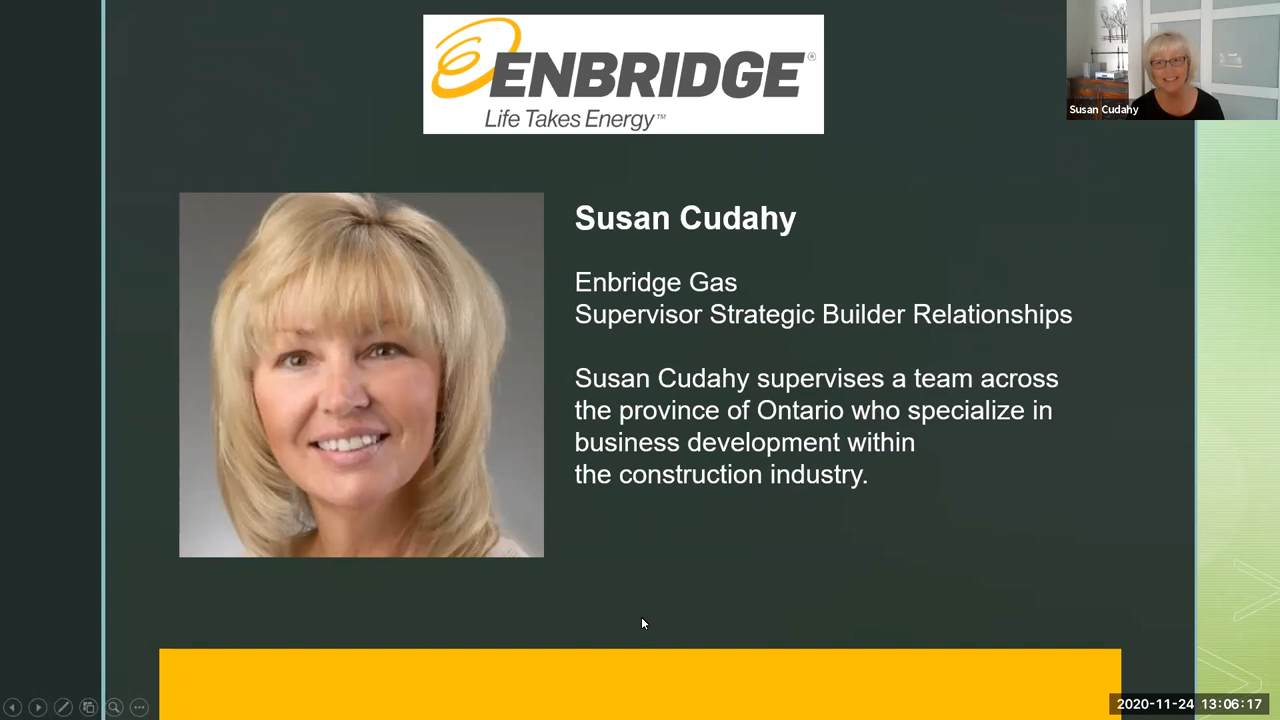 ENBRIDGE®
Life Takes Energy™
Susan Cudahy
Susan Cudahy
Enbridge Gas
Supervisor Strategic Builder Relationships
Susan Cudahy supervises a team across
the province of Ontario who specialize in
business development within
the construction industry.
2020-11-24 13:06:17